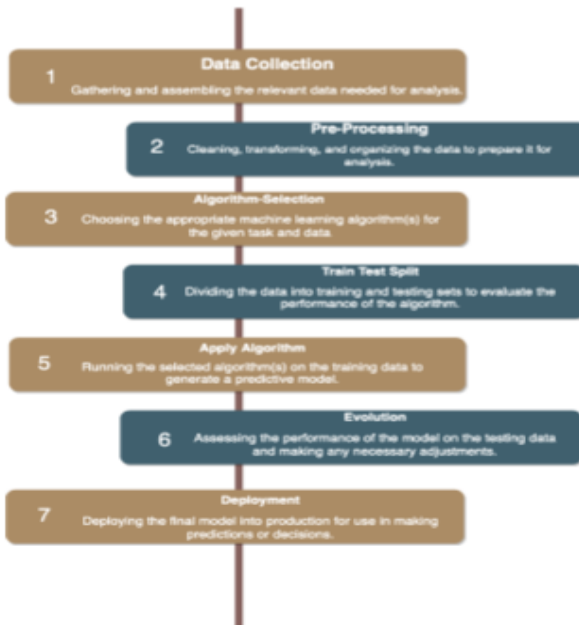 Data Collection
1
Gathering and assembling the relevant data needed for analysis.
Pre-Processing
2
Cleaning, transforming, and organizing the data to prepare it for
analysis.
Algorithm-Selection
3
Choosing the appropriate machine learning algorithm(s) for
the given task and data.
Train Test Split
4
Dividing the data into training and testing sets to evaluate the
performance of the algorithm.
Apply Algorithm
5
Running the selected algorithm(s) on the training data to
generate a predictive model.
Evolution
6
Assessing the performance of the model on the testing data
and making any necessary adjustments.
Deployment
7
Deploying the final model into production for use in making
predictions or decisions.